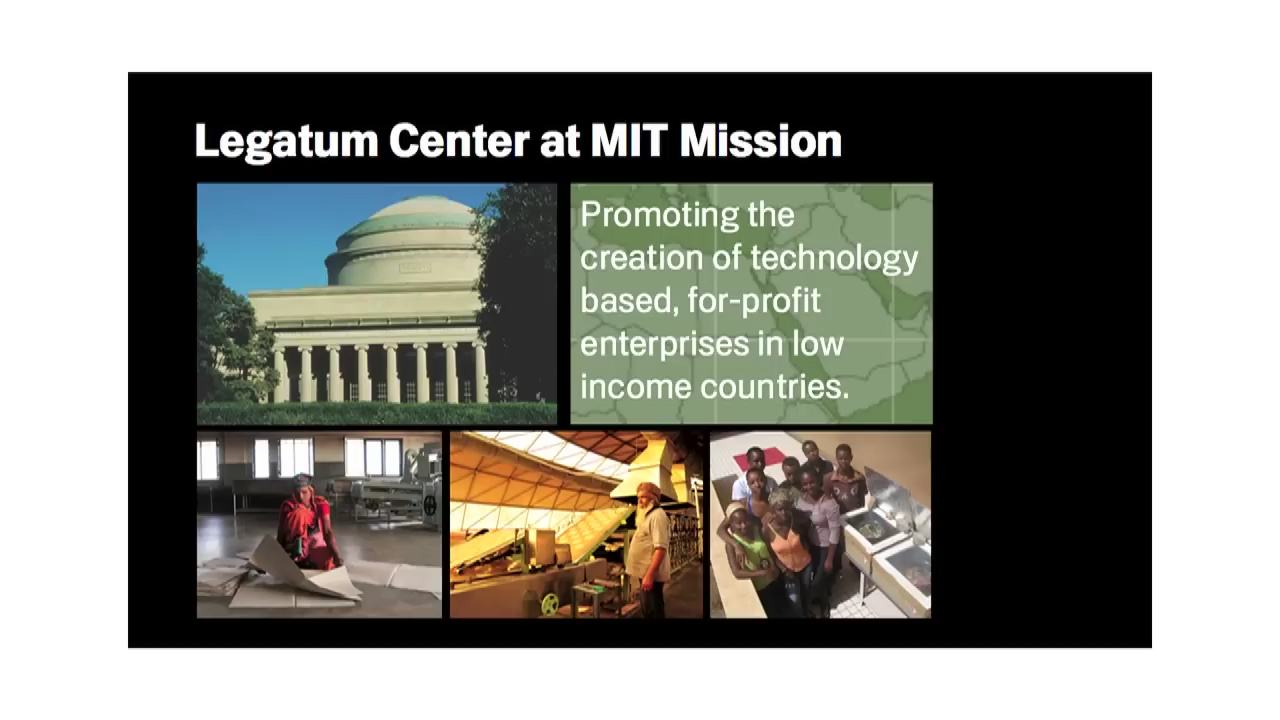 Legatum Center at MIT Mission
Promoting the
creation of technology
based, for-profit
enterprises in low
income countries.